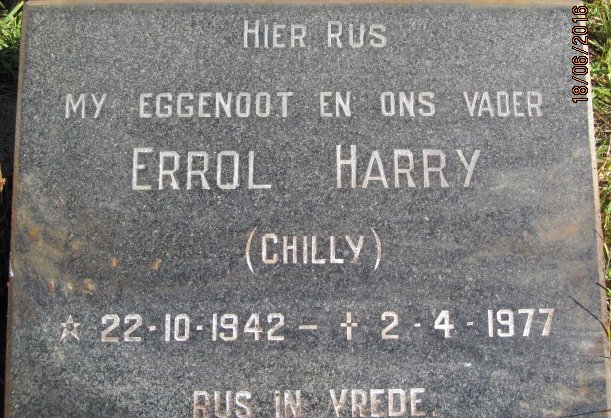 HIER RUS
MY EGGENOOT EN ONS VADER
ERROL HARRY
(CHILLY)
☆ 22-10-1942 - ✝ 2-4-1977
RUS IN VREDE
18/06/2016